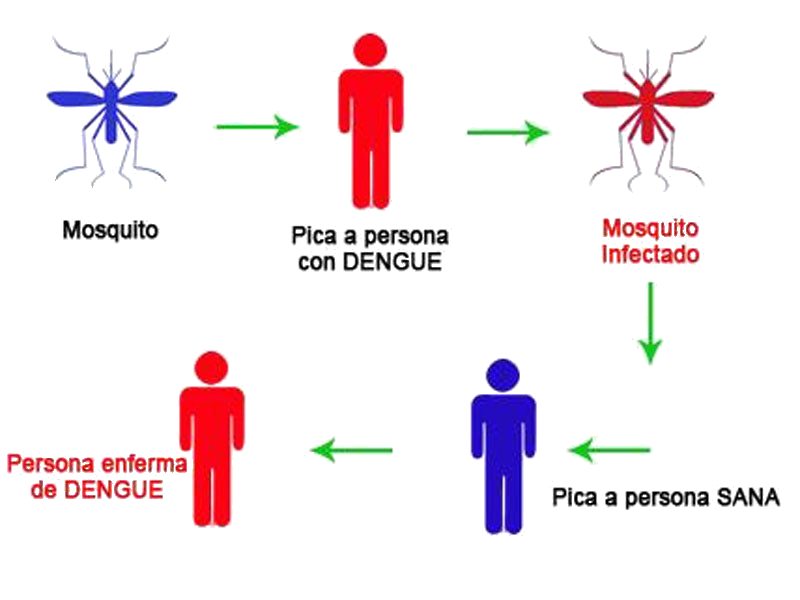 Mosquito
Pica a persona
con DENGUE
Mosquito
Infectado
Pica a persona SANA
Persona enferma
de DENGUE